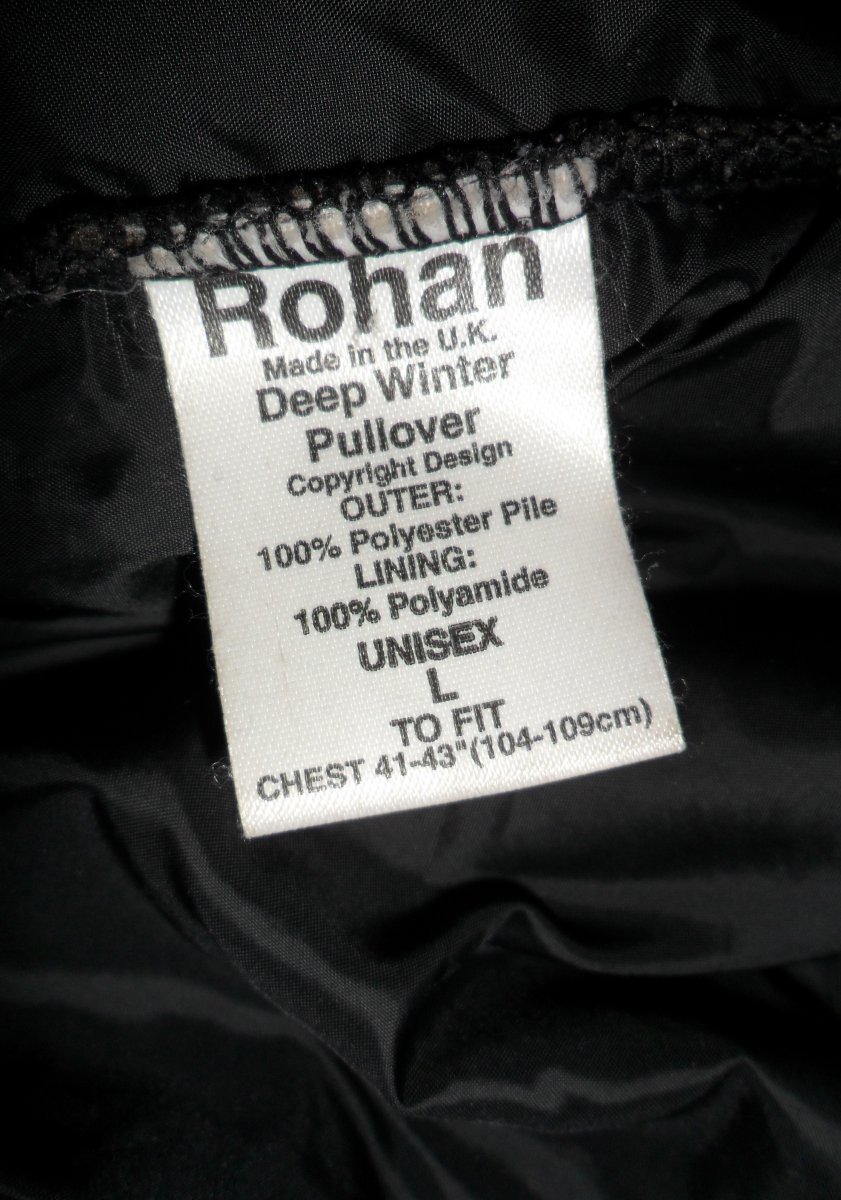 Rohan
Made in the U.K.
Deep Winter
Pullover
Copyright Design
OUTER:
100% Polyester Pile
LINING:
100% Polyamide
UNISEX
L
TO FIT
CHEST 41-43"(104-109cm)